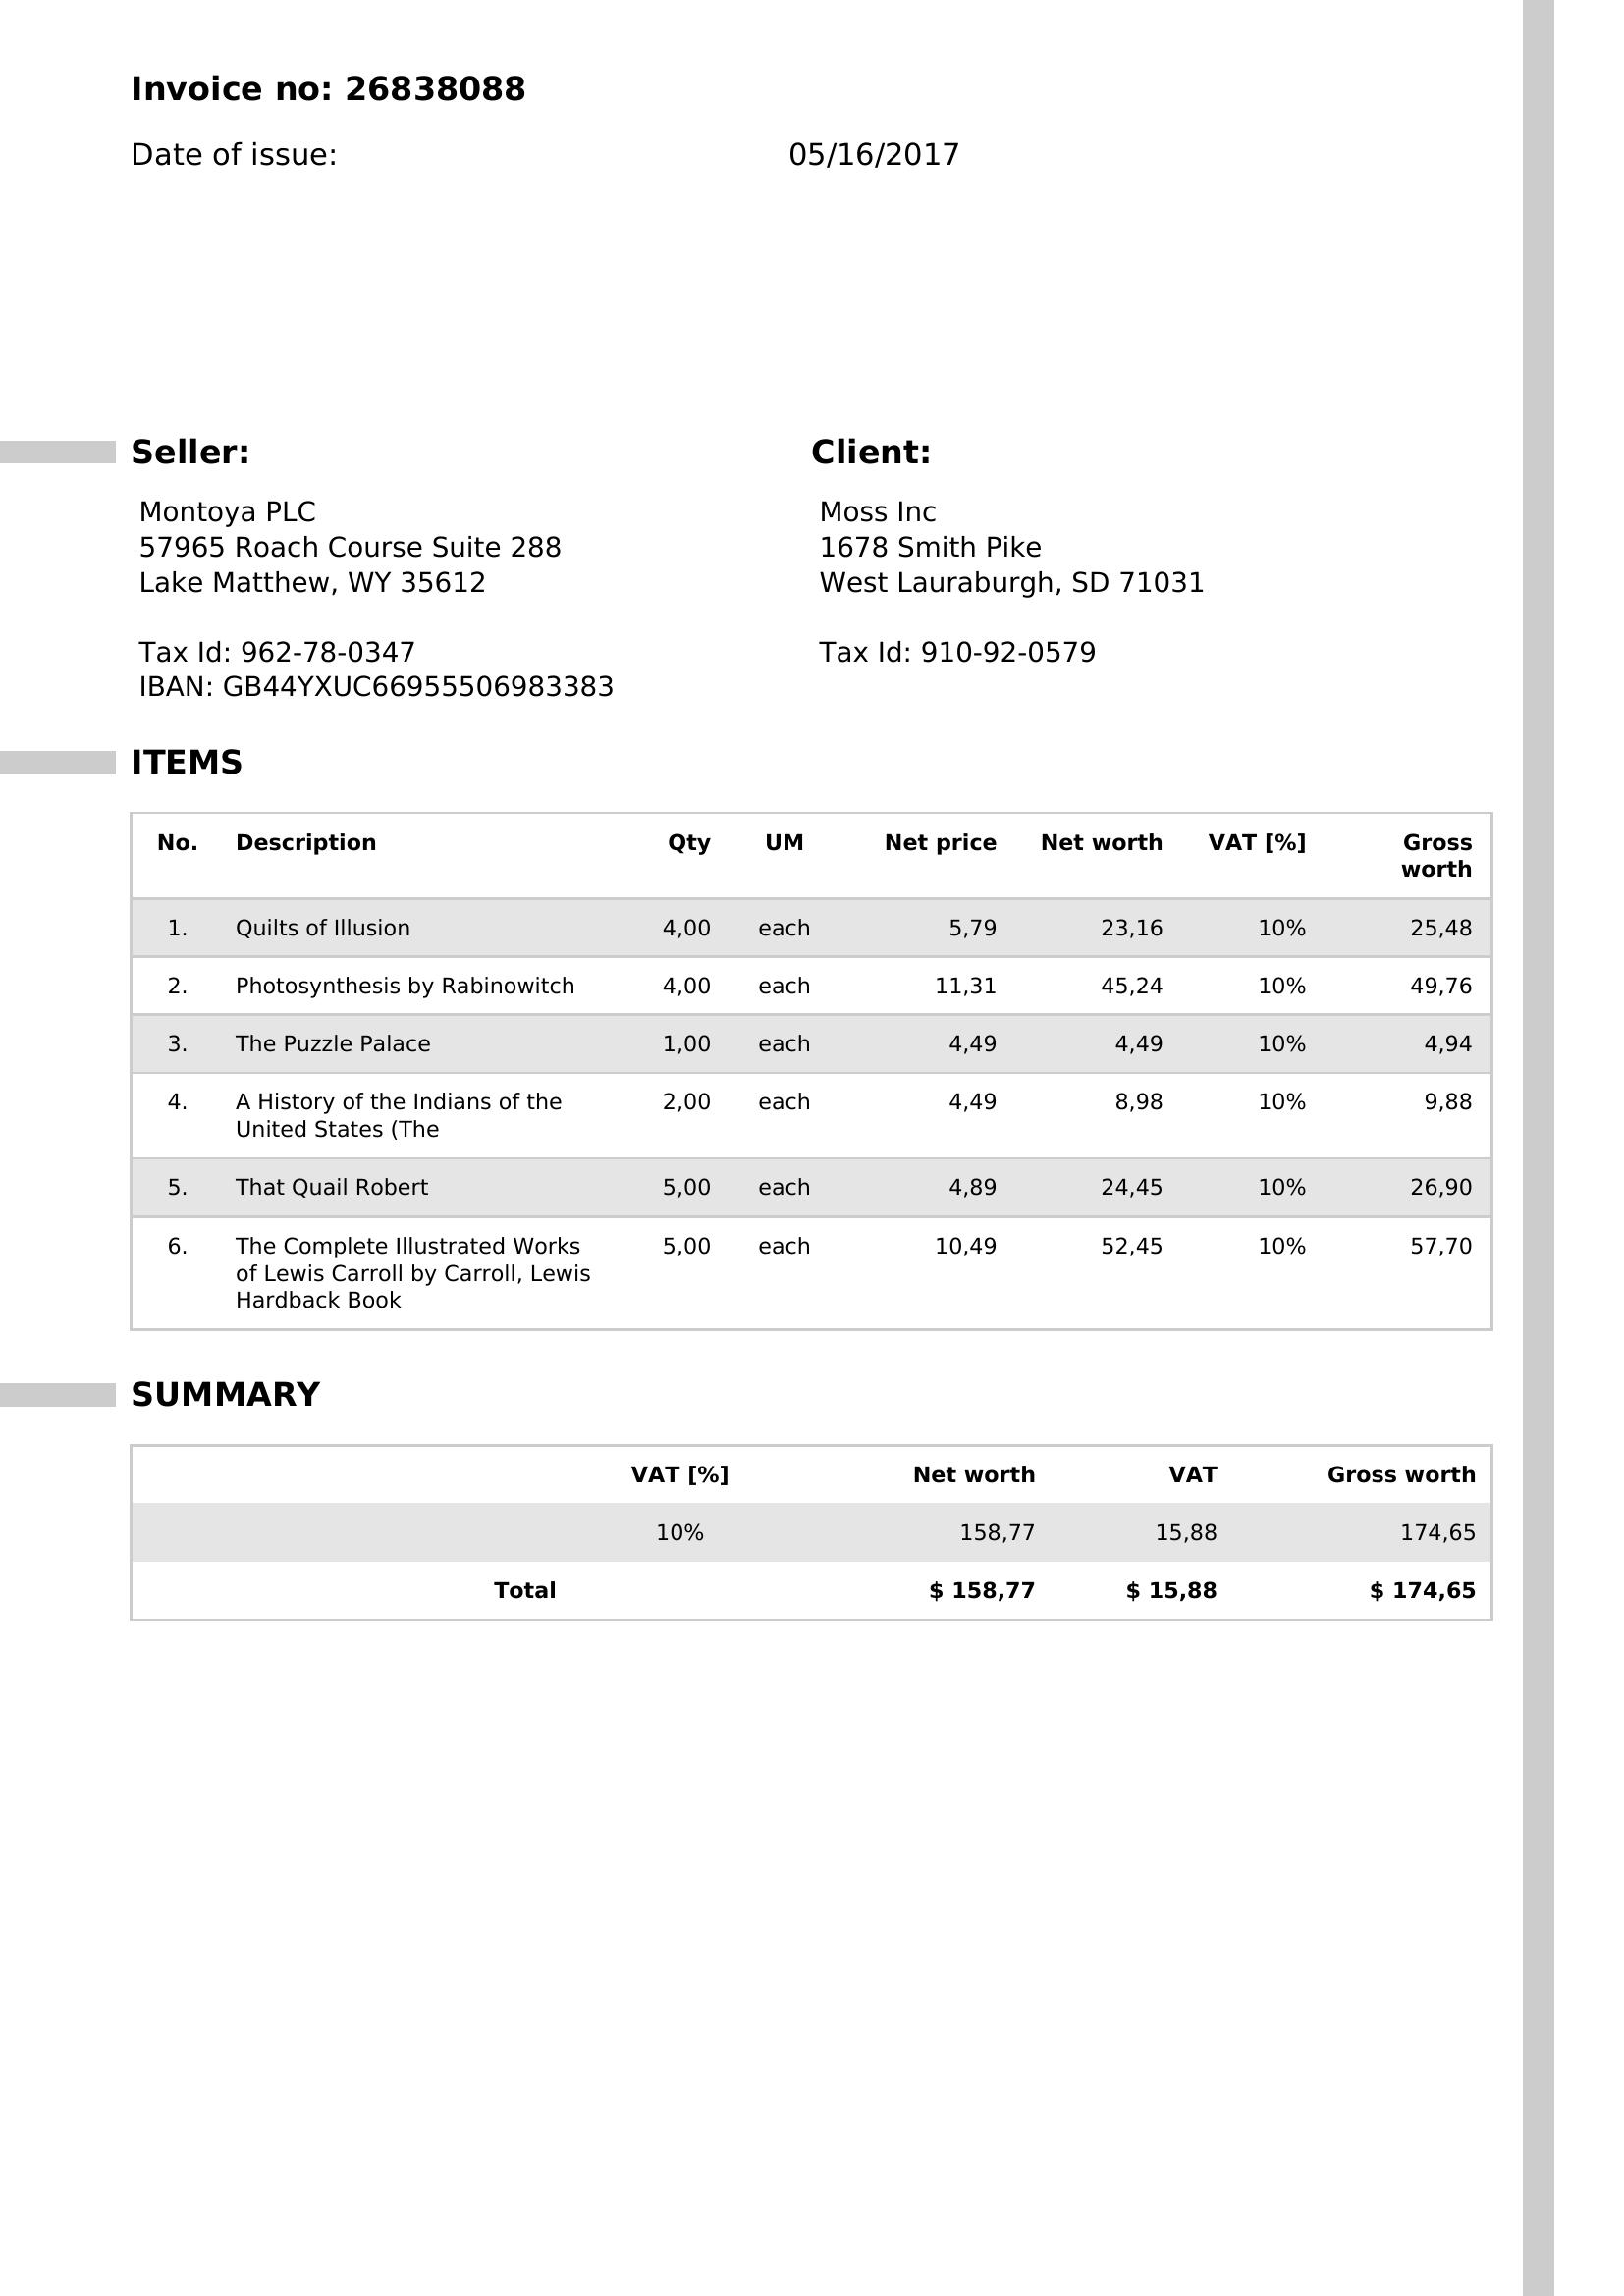 Invoice no: 26838088
Date of issue: 05/16/2017
Seller:
Montoya PLC
57965 Roach Course Suite 288
Lake Matthew, WY 35612
Tax Id: 962-78-0347
IBAN: GB44YXUC66955506983383
Client:
Moss Inc
1678 Smith Pike
West Lauraburgh, SD 71031
Tax Id: 910-92-0579
ITEMS
No. Description Qty UM Net price Net worth VAT [%] Gross
worth
1. Quilts of Illusion 4,00 each 5,79 23,16 10% 25,48
2. Photosynthesis by Rabinowitch 4,00 each 11,31 45,24 10% 49,76
3. The Puzzle Palace 1,00 each 4,49 4,49 10% 4,94
4. A History of the Indians of the 2,00 each 4,49 8,98 10% 9,88
United States (The
5. That Quail Robert 5,00 each 4,89 24,45 10% 26,90
6. The Complete Illustrated Works 5,00 each 10,49 52,45 10% 57,70
of Lewis Carroll by Carroll, Lewis
Hardback Book
SUMMARY
VAT [%] Net worth VAT Gross worth
10% 158,77 15,88 174,65
Total $ 158,77 $ 15,88 $ 174,65